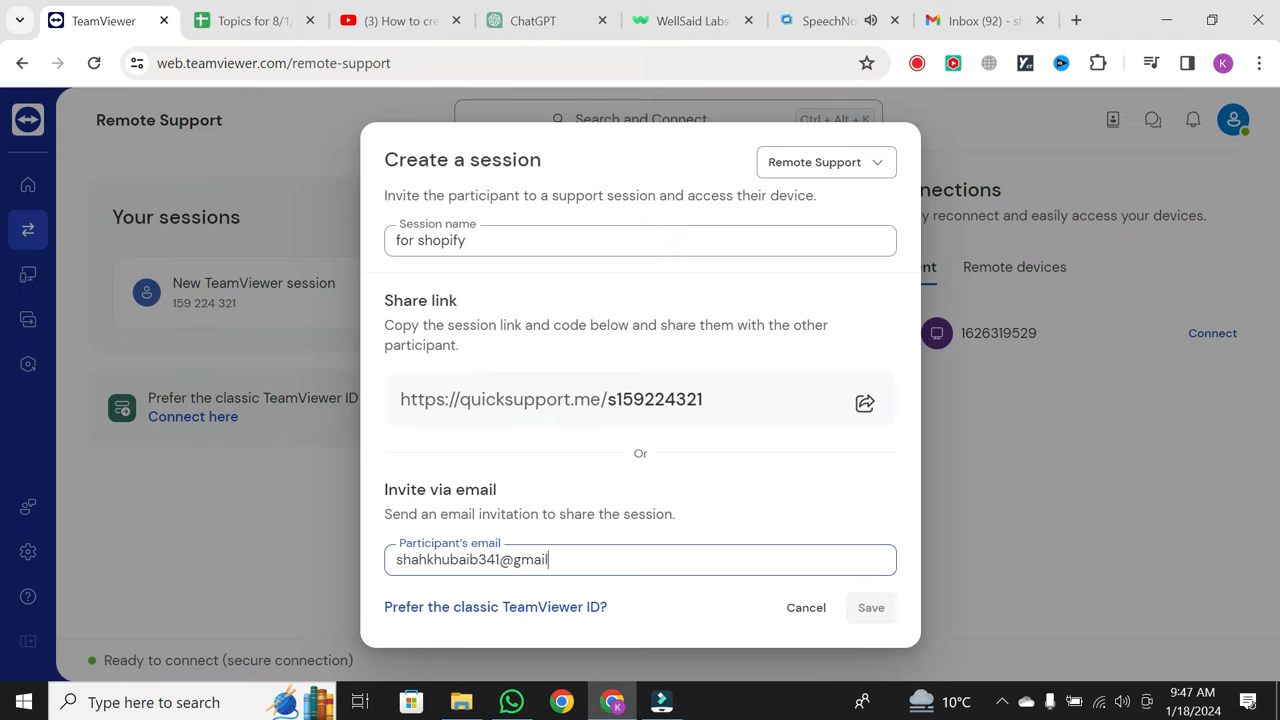 TeamViewer
Topics for 8/1/
(3) How to cre
ChatGPT
WellSaid Labs
SpeechNo
Inbox (92) - s
web.teamviewer.com/remote-support
K
Remote Support
Search and Connect
Ctrl + Alt + K
Your sessions
New TeamViewer session
159 224 321
Prefer the classic TeamViewer ID
Connect here
Ready to connect (secure connection)
Create a session
Remote Support
Invite the participant to a support session and access their device.
Session name
for shopify
Share link
Copy the session link and code below and share them with the other
participant.
https://quicksupport.me/s159224321
Or
Invite via email
Send an email invitation to share the session.
Participant's email
shahkhubaib341@gmail
Prefer the classic TeamViewer ID?
Cancel
Save
nnections
y reconnect and easily access your devices.
nt
Remote devices
1626319529
Connect
Type here to search
10°C
9:47 AM
1/18/2024